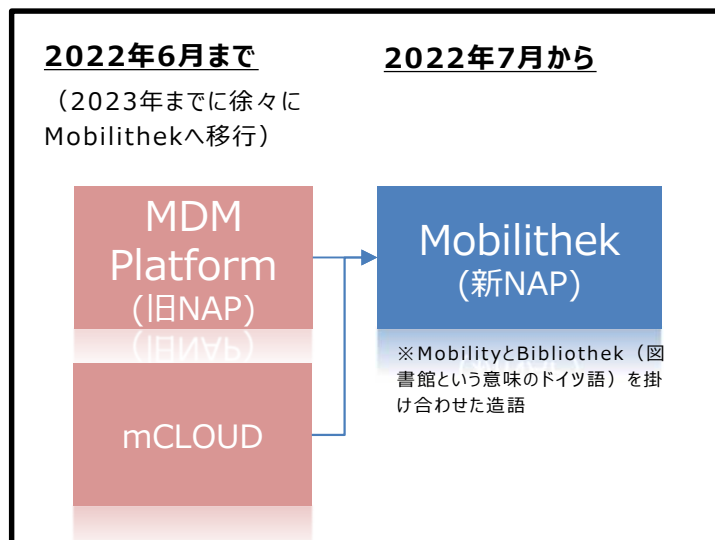 2022年6月まで
（2023年までに徐々に
Mobilithekへ移行）
2022年7月から
MDM
Platform
(旧NAP)
mCLOUD
Mobilithek
(新NAP)
※MobilityとBibliothek（図
書館という意味のドイツ語）を掛
け合わせた造語